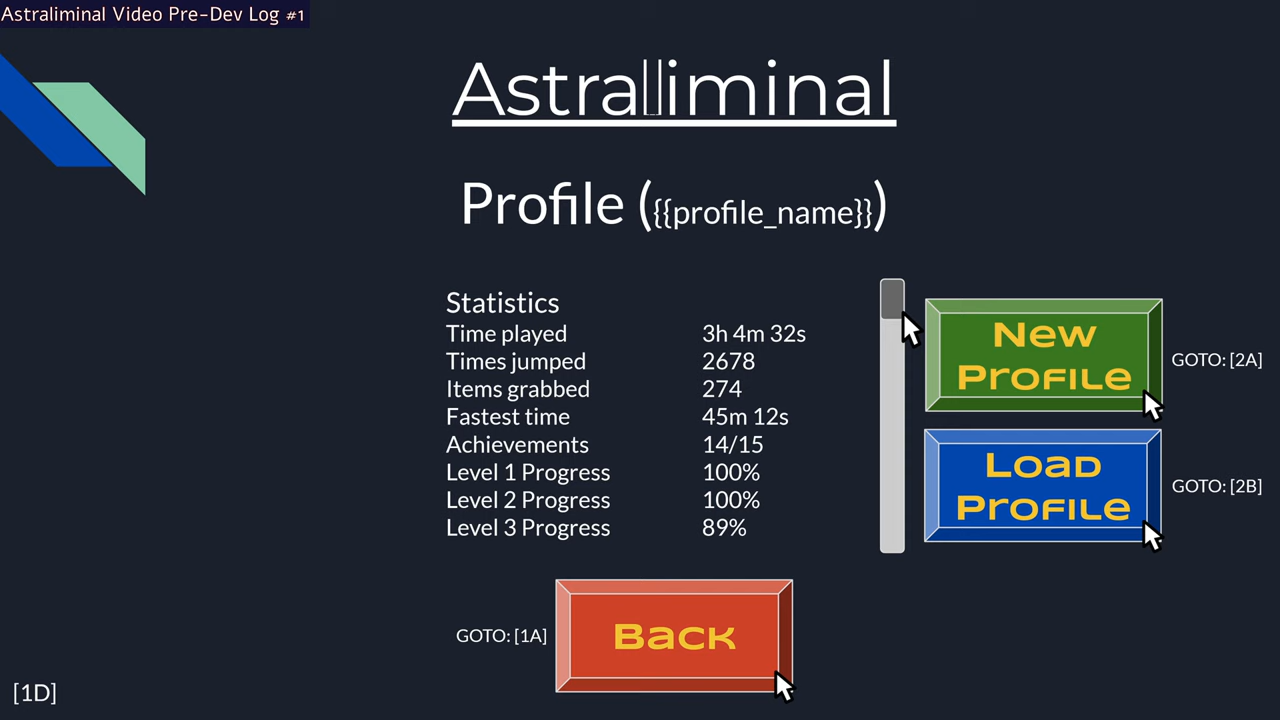 Astraliminal Video Pre-Dev Log #1
Astraliminal
Profile ({{profile_name}})
Statistics
Time played 3h 4m 32s
Times jumped 2678
Items grabbed 274
Fastest time 45m 12s
Achievements 14/15
Level 1 Progress 100%
Level 2 Progress 100%
Level 3 Progress 89%
New
Profile
GOTO: [2A]
Load
Profile
GOTO: [2B]
GOTO: [1A]
Back
[1D]